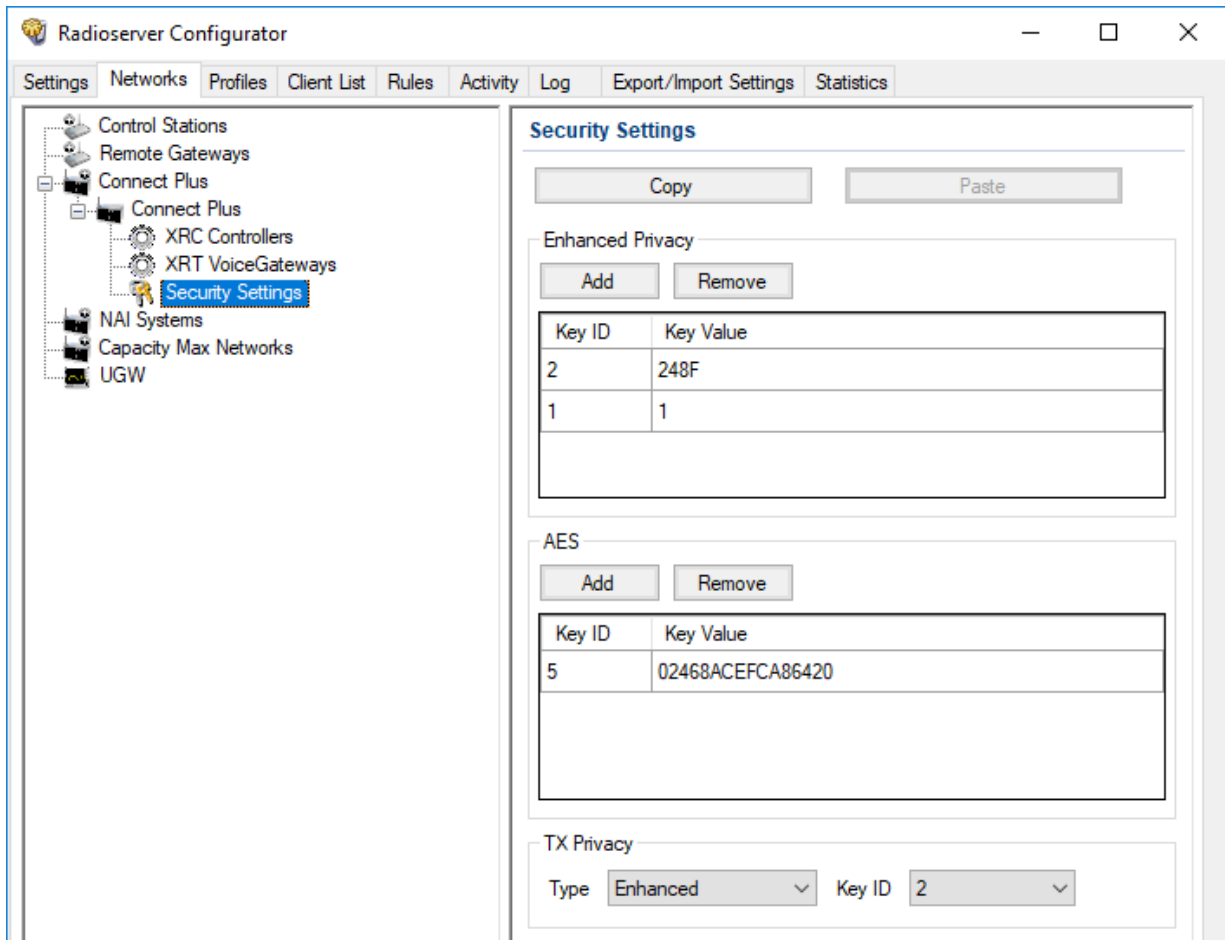 Radioserver Configurator
Settings Networks Profiles Client List Rules Activity Log Export/Import Settings Statistics
Control Stations
Remote Gateways
Connect Plus
Connect Plus
XRC Controllers
XRT VoiceGateways
Security Settings
NAI Systems
Capacity Max Networks
UGW
Security Settings
Copy Paste
Enhanced Privacy
Add Remove
Key ID Key Value
2 248F
1 1
AES
Add Remove
Key ID Key Value
5 02468ACEFCA86420
TX Privacy
Type Enhanced Key ID 2